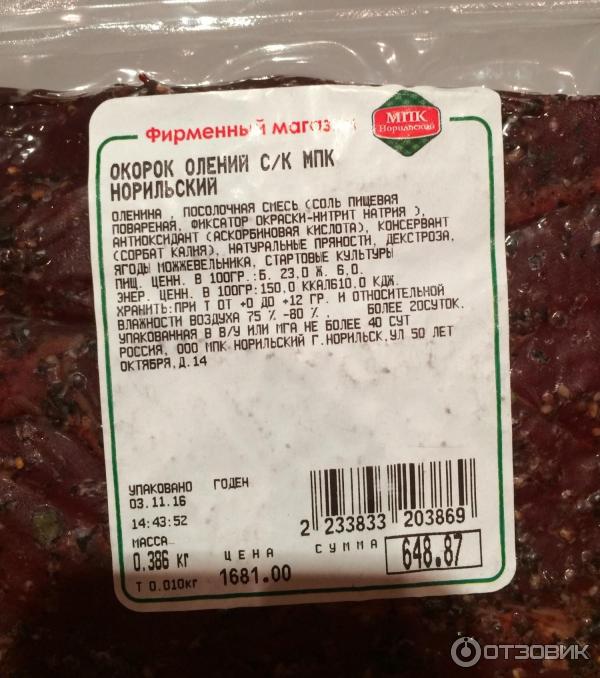 Фирменный магазин
МПК
Норильский
ОКОРОК ОЛЕНИЙ С/К МПК
НОРИЛЬСКИЙ
ОЛЕНИНА , ПОСОЛОЧНАЯ СМЕСЬ (СОЛЬ ПИЩЕВАЯ
ПОВАРЕНАЯ, ФИКСАТОР ОКРАСКИ-НИТРИТ НАТРИЯ ),
АНТИОКСИДАНТ (АСКОРБИНОВАЯ КИСЛОТА), КОНСЕРВАНТ
(СОРБАТ КАЛИЯ), НАТУРАЛЬНЫЕ ПРЯНОСТИ, ДЕКСТРОЗА,
ЯГОДЫ МОЖЖЕВЕЛЬНИКА, СТАРТОВЫЕ КУЛЬТУРЫ
ПИЩ. ЦЕНН. В 100ГР.:Б. 23,0 Ж. 6,0.
ЭНЕР. ЦЕНН. В 100ГР:150,0 ККАЛ610,0 КДЖ.
ХРАНИТЬ:ПРИ Т ОТ +0 ДО +12 ГР. И ОТНОСИТЕЛЬНОЙ
ВЛАЖНОСТИ ВОЗДУХА 75 % -80 % . БОЛЕЕ 20СУТОК.
УПАКОВАННАЯ В В/У ИЛИ МГА НЕ БОЛЕЕ 40 СУТ
РОССИЯ, ООО МПК НОРИЛЬСКИЙ Г.НОРИЛЬСК,УЛ 50 ЛЕТ
ОКТЯБРЯ,Д.14
УПАКОВАНО ГОДЕН
03.11.16
14:43:52
МАССА
0,386 КГ
Т 0.010КГ
ЦЕНА
1681.00
СУММА
648.87
2 233833 203869
ОТЗОВИК